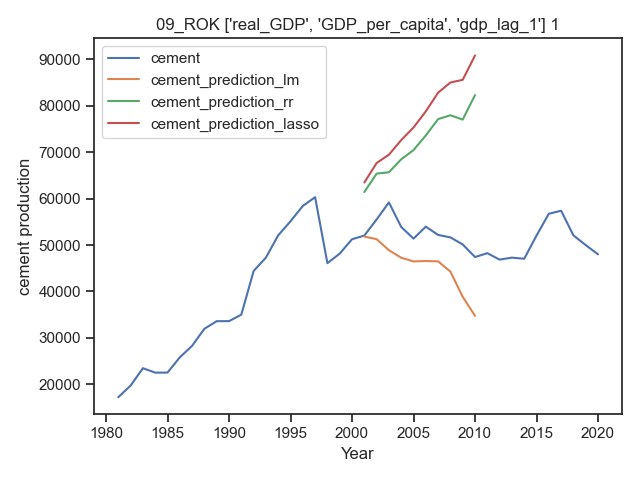 09_ROK ['real_GDP', 'GDP_per_capita', 'gdp_lag_1'] 1
cement
cement_prediction_lm
cement_prediction_rr
cement_prediction_lasso
cement production
90000
80000
70000
60000
50000
40000
30000
20000
1980 1985 1990 1995 2000 2005 2010 2015 2020
Year